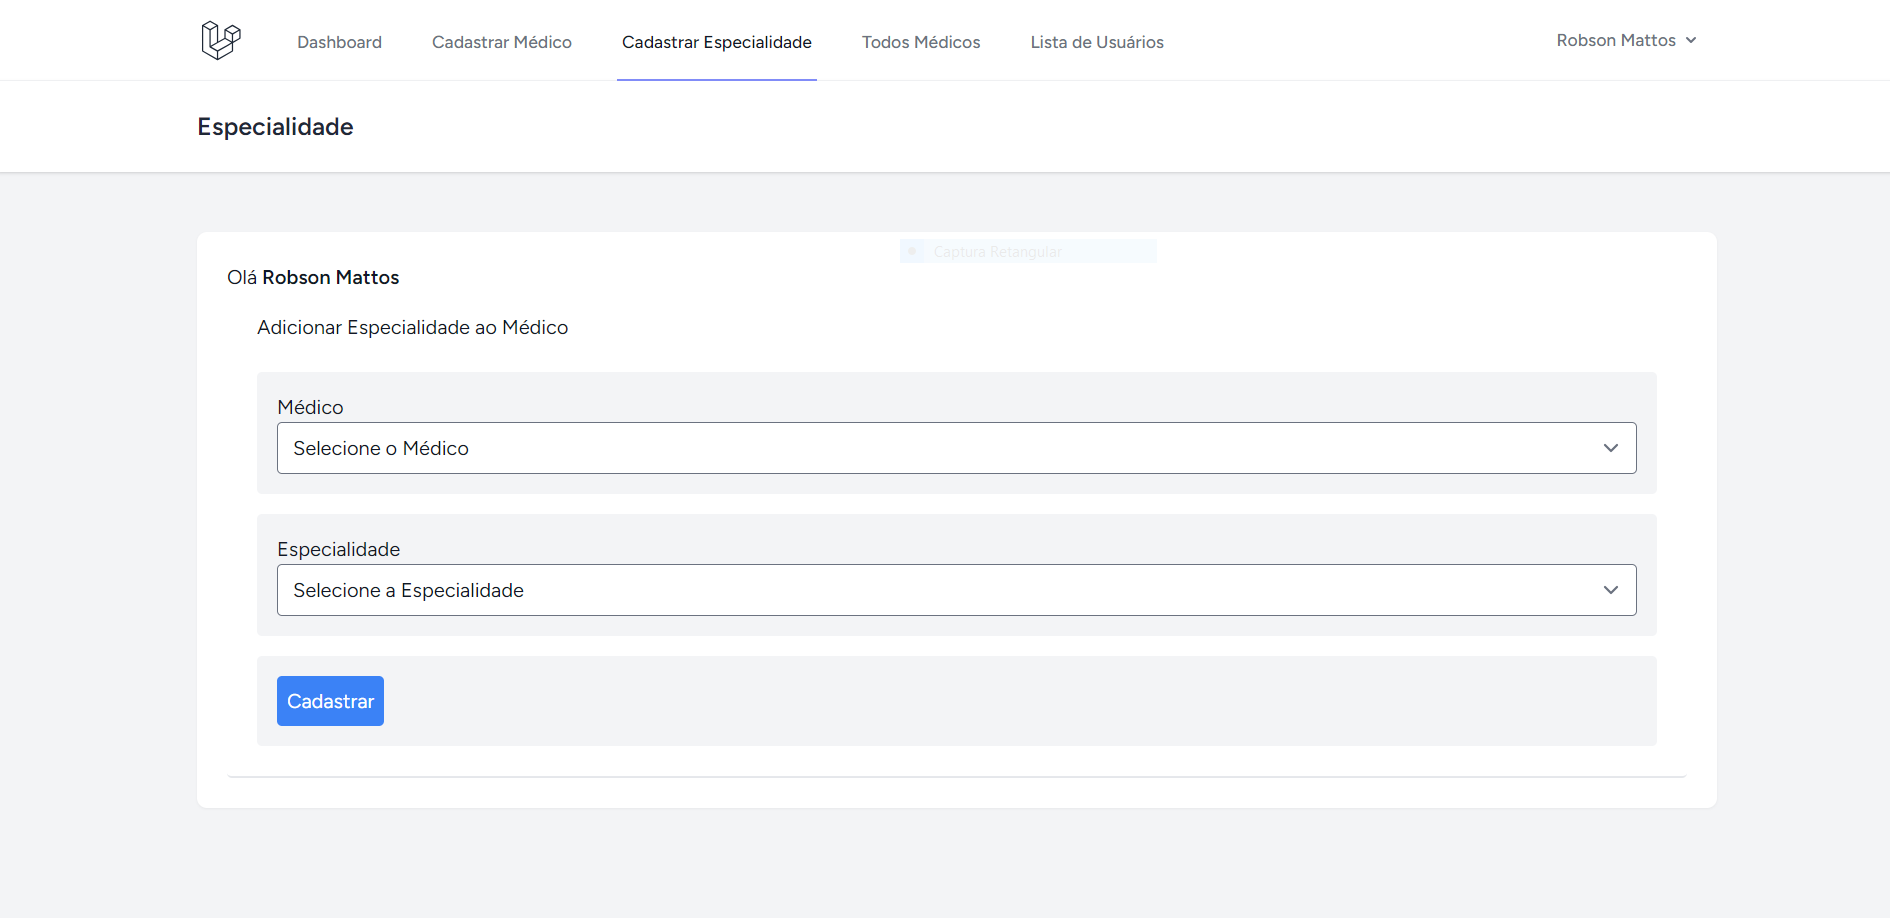 Dashboard
Cadastrar Médico
Cadastrar Especialidade
Todos Médicos
Lista de Usuários
Robson Mattos
Especialidade
Captura Retangular
Olá Robson Mattos
Adicionar Especialidade ao Médico
Médico
Selecione o Médico
Especialidade
Selecione a Especialidade
Cadastrar